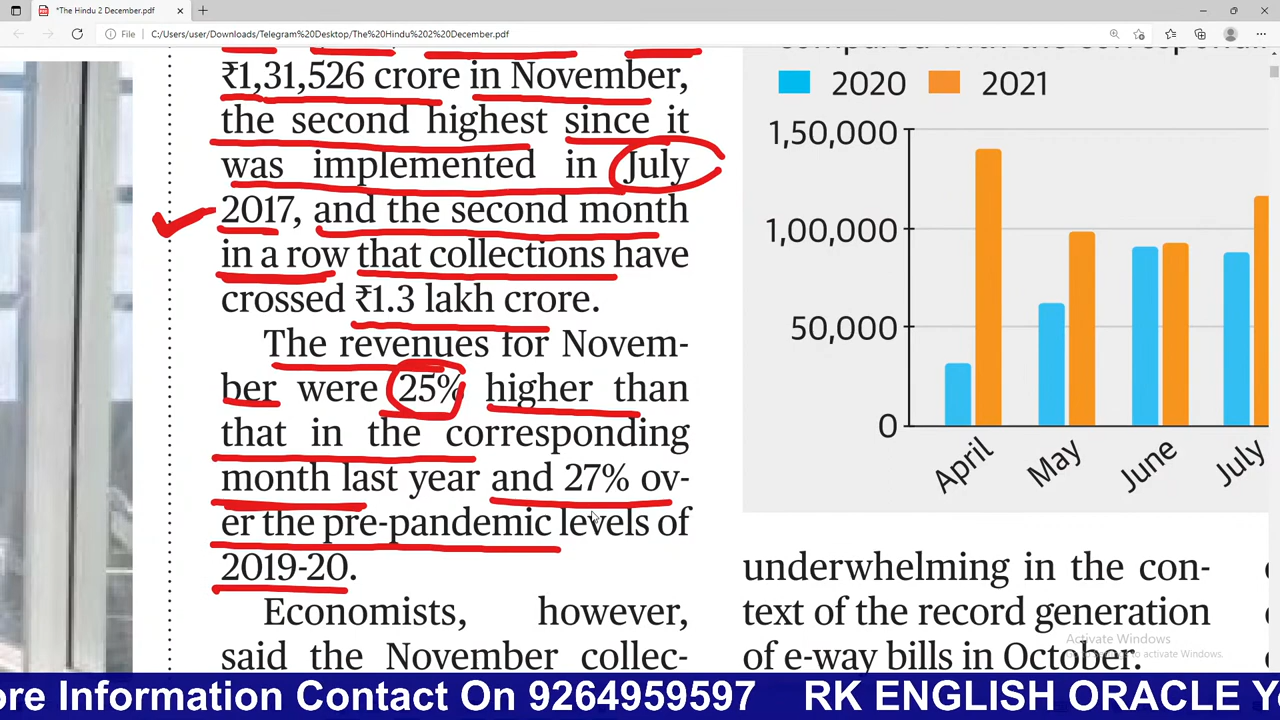 *The Hindu 2 December.pdf
File
C:/Users/user/Downloads/Telegram%20Desktop/The%20Hindu%202%20December.pdf
₹1,31,526 crore in November,
the second highest since it
was implemented in July
2017, and the second month
in a row that collections have
crossed ₹1.3 lakh crore.
The revenues for Novem-
ber were 25% higher than
that in the corresponding
month last year and 27% ov-
er the pre-pandemic levels of
2019-20.
Economists, however,
said the November collec-
2020 2021
1,50,000
1,00,000
50,000
0
April May June July
underwhelming in the con-
text of the record generation
of e-way bills in October.
Activate Windows
to activate Windows.
ore Information Contact On 9264959597 RK ENGLISH ORACLE Y